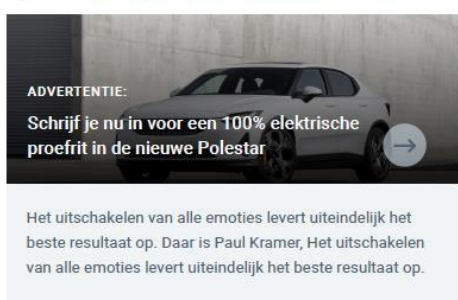 ADVERTENTIE:
Schrijf je nu in voor een 100% elektrische
proefrit in de nieuwe Polestar
Het uitschakelen van alle emoties levert uiteindelijk het
beste resultaat op. Daar is Paul Kramer, Het uitschakelen
van alle emoties levert uiteindelijk het beste resultaat op.